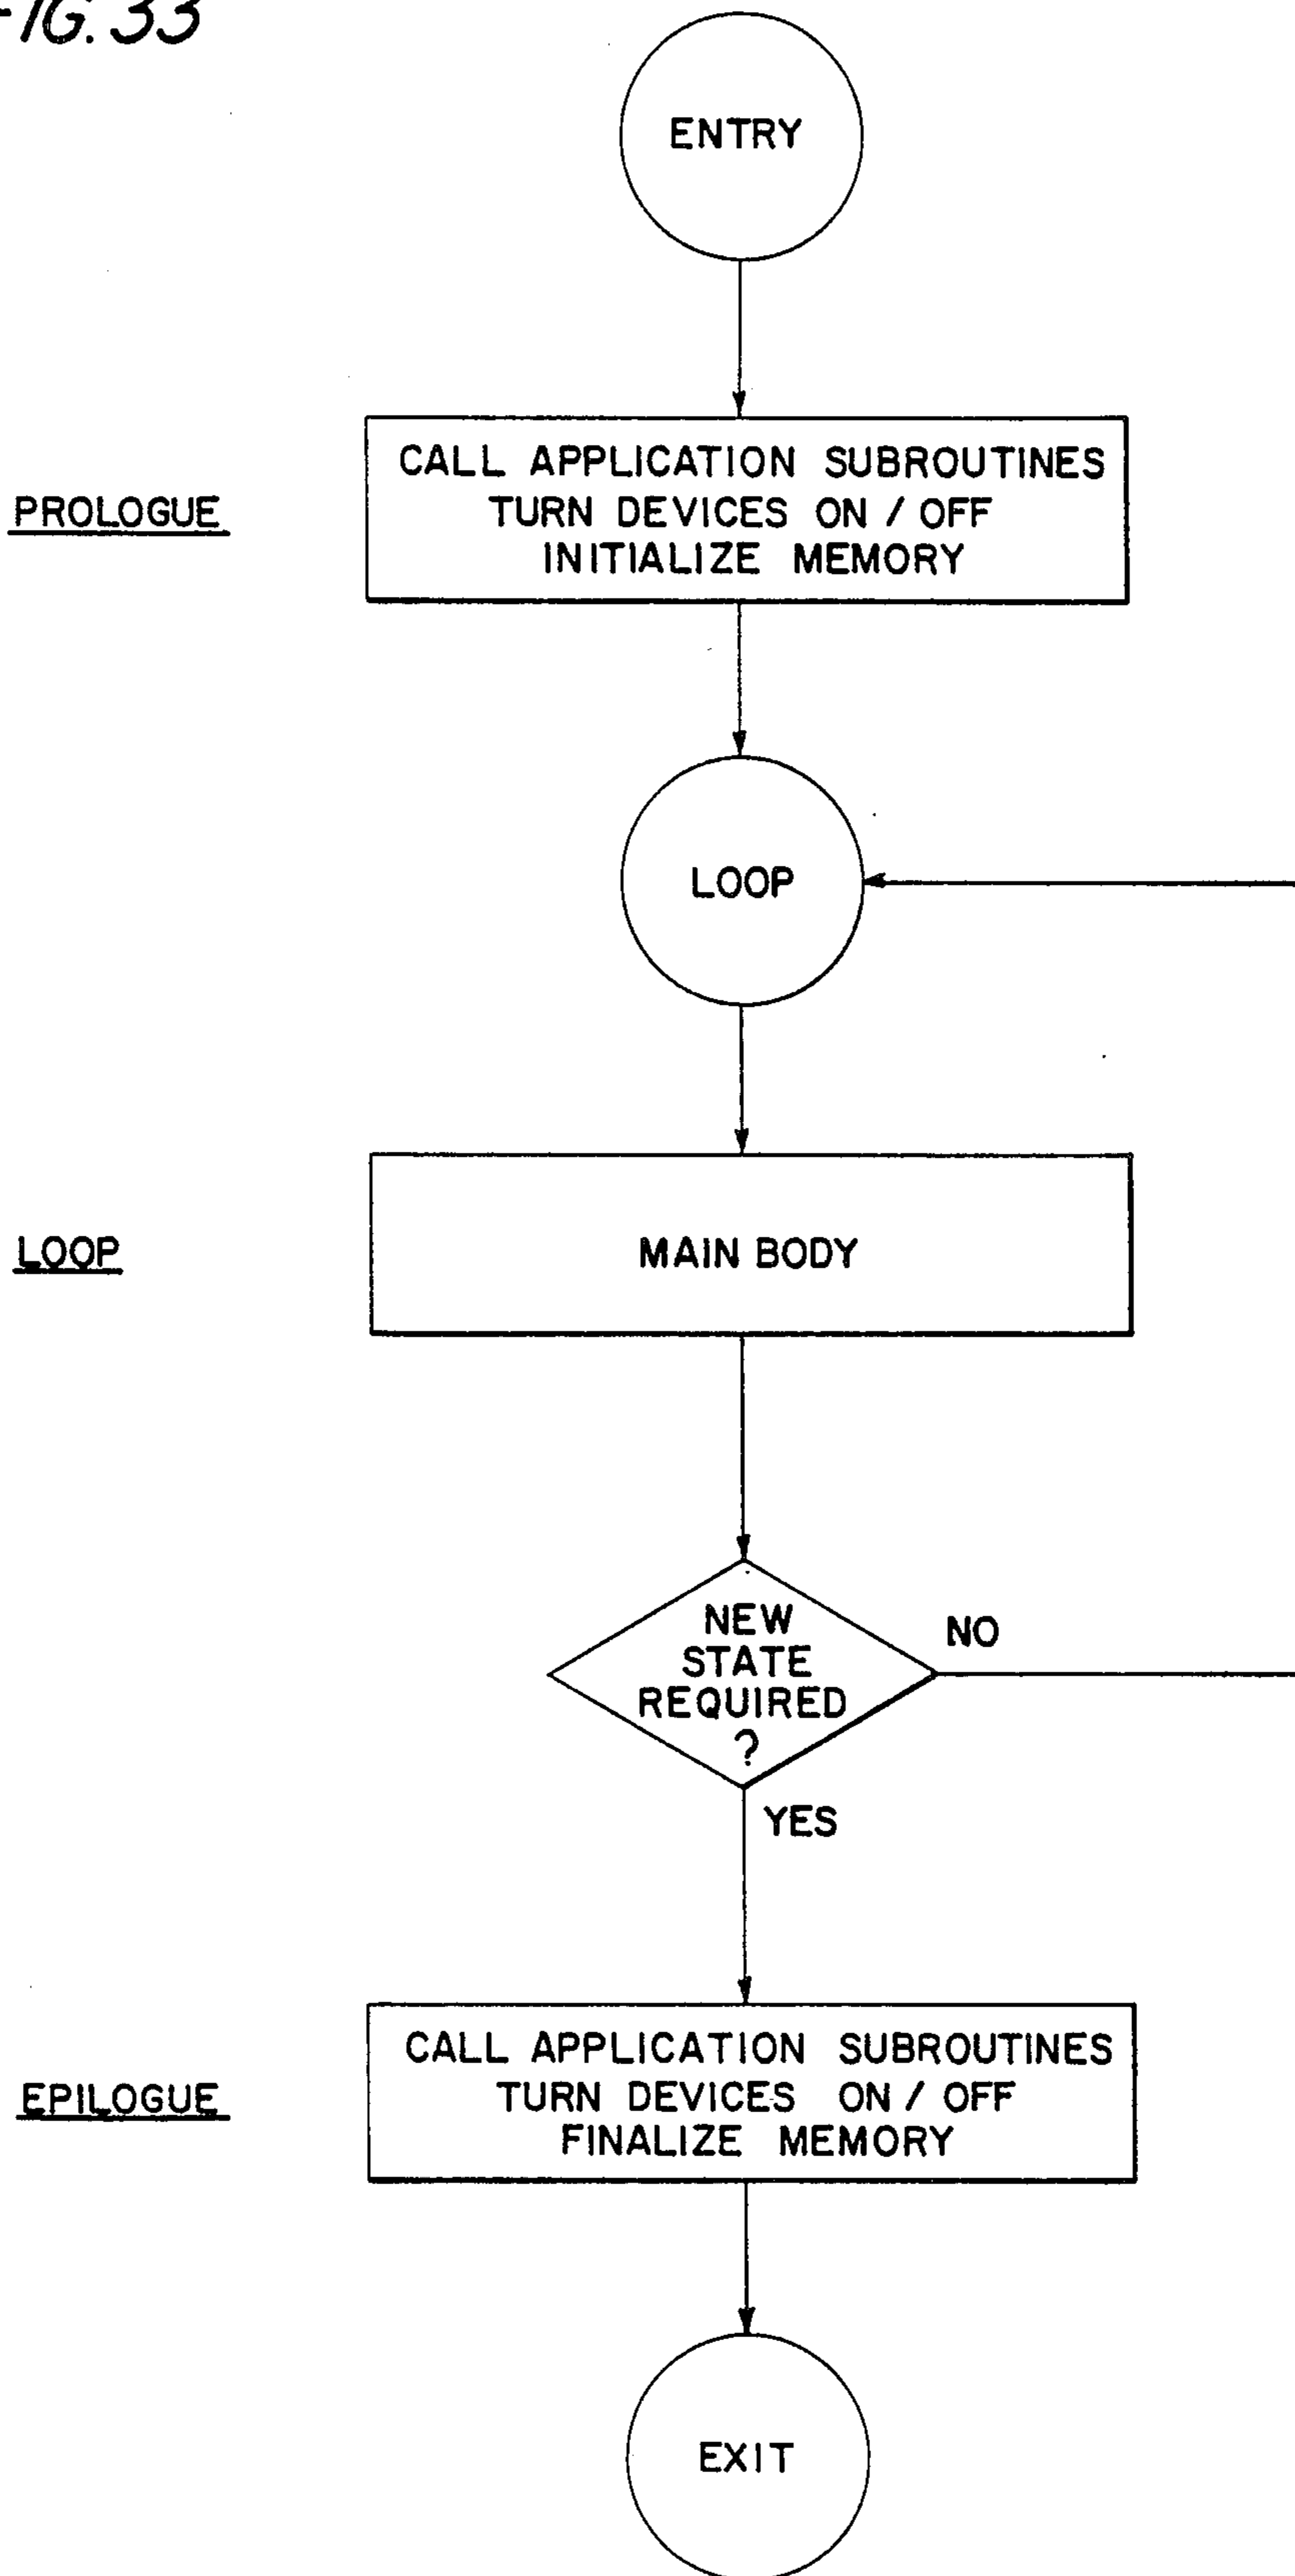 FIG. 33
ENTRY
PROLOGUE
CALL APPLICATION SUBROUTINES
TURN DEVICES ON / OFF
INITIALIZE MEMORY
LOOP
LOOP
MAIN BODY
NEW
STATE
REQUIRED
?
NO
YES
EPILOGUE
CALL APPLICATION SUBROUTINES
TURN DEVICES ON / OFF
FINALIZE MEMORY
EXIT